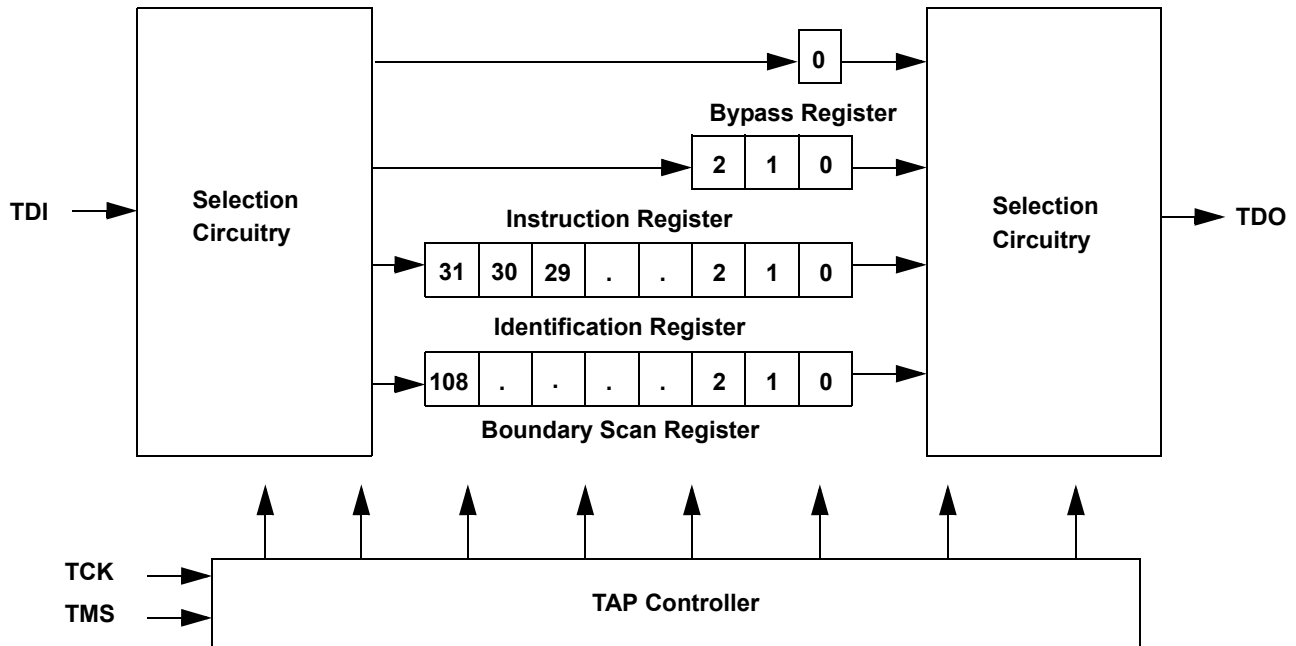 0
Bypass Register
2 1 0
Selection
Circuitry
Selection
Circuitry
TDI
TDO
Instruction Register
31 30 29 . . 2 1 0
Identification Register
108 . . . . 2 1 0
Boundary Scan Register
TCK
TMS
TAP Controller